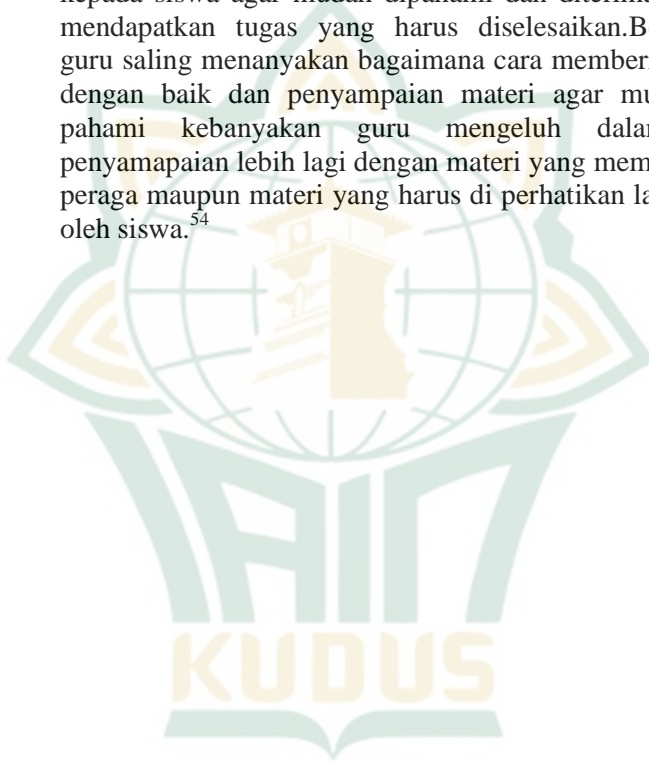 kepada siswa agar mudah dipahami dan diterima
mendapatkan tugas yang harus diselesaikan.B
guru saling menanyakan bagaimana cara member
dengan baik dan penyampaian materi agar mu
pahami kebanyakan guru mengeluh dalam
penyamapaian lebih lagi dengan materi yang mem
peraga maupun materi yang harus di perhatikan la
oleh siswa.54
IAIN
KUDUS